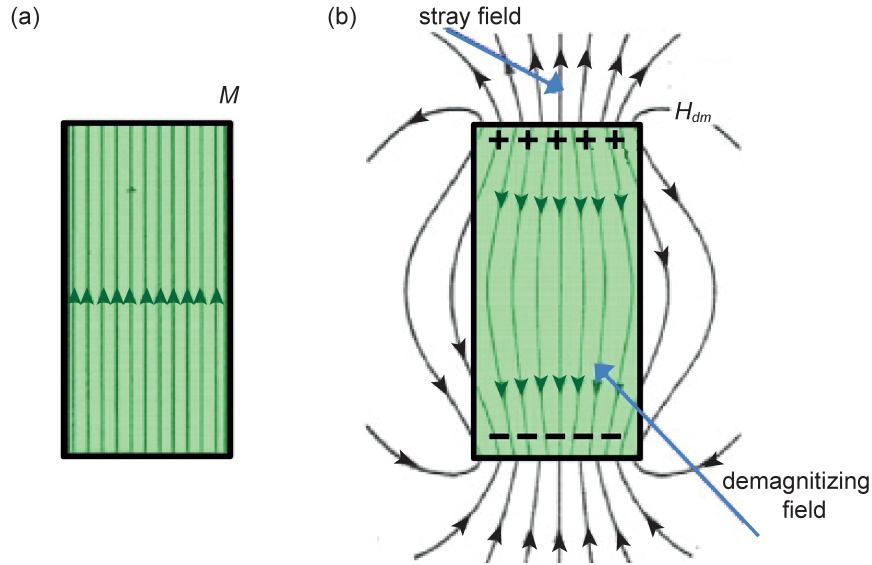 (a)
(b)
stray field
M
H_dm
+ + + + +
− − − − −
demagnitizing
field